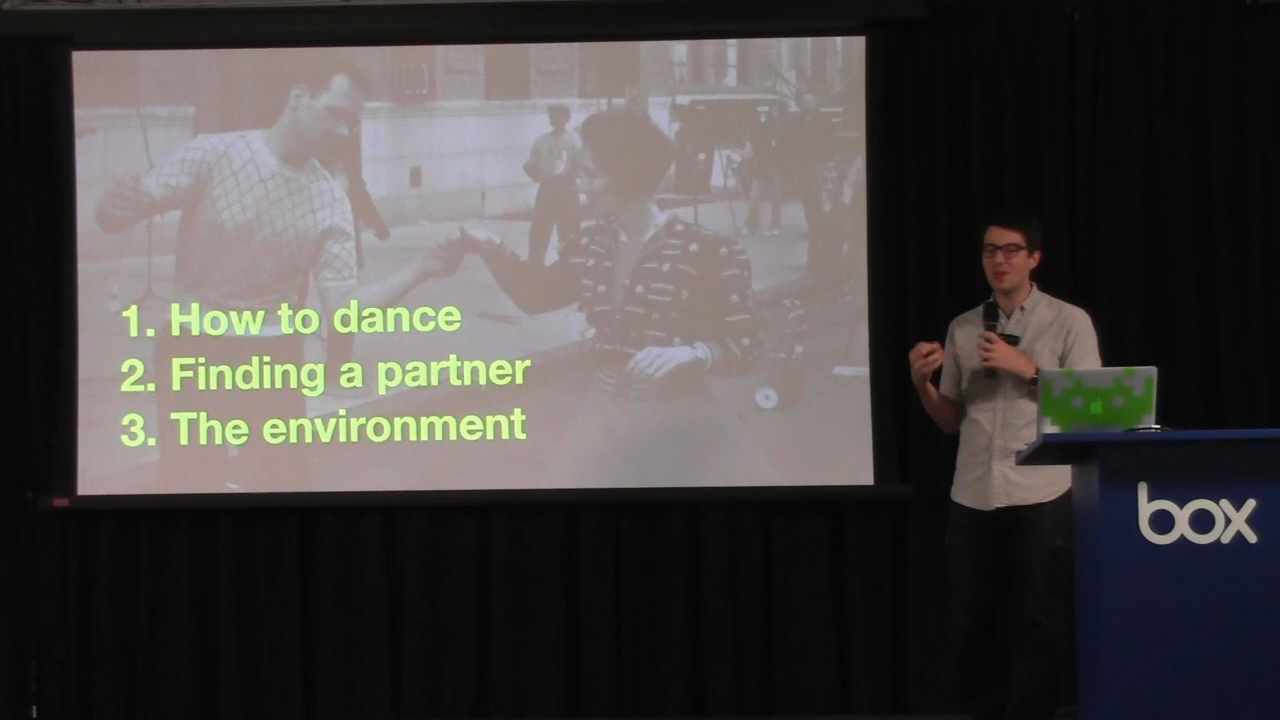 1. How to dance
2. Finding a partner
3. The environment
box